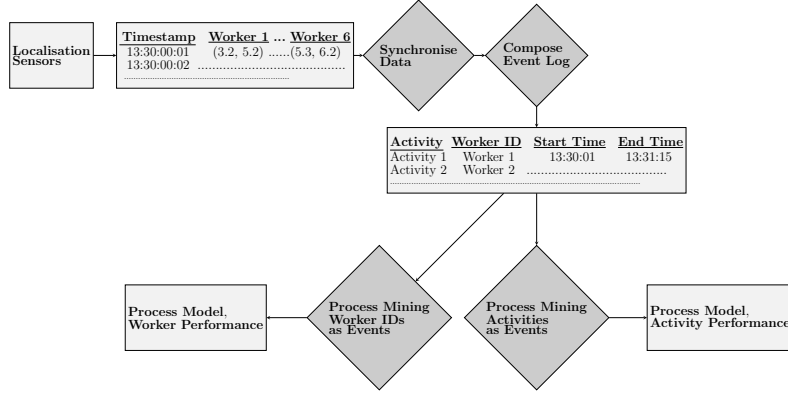 Localisation
Sensors
Timestamp Worker 1 ... Worker 6
13:30:00:01 (3.2, 5.2) ......(5.3, 6.2)
13:30:00:02 ..........................................
Synchronise
Data
Compose
Event Log
Activity Worker ID Start Time End Time
Activity 1 Worker 1 13:30:01 13:31:15
Activity 2 Worker 2 .......................................
Process Model,
Worker Performance
Process Mining
Worker IDs
as Events
Process Mining
Activities
as Events
Process Model,
Activity Performance